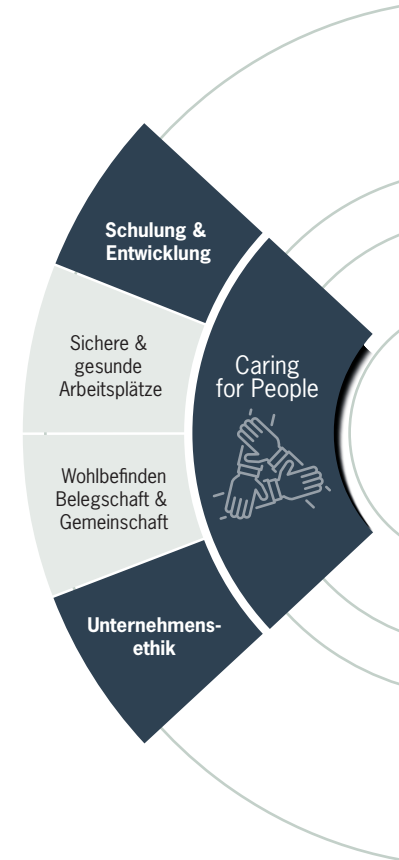 Schulung &
Entwicklung
Sichere &
gesunde
Arbeitsplätze
Caring
for People
Wohlbefinden
Belegschaft &
Gemeinschaft
Unternehmens-
ethik